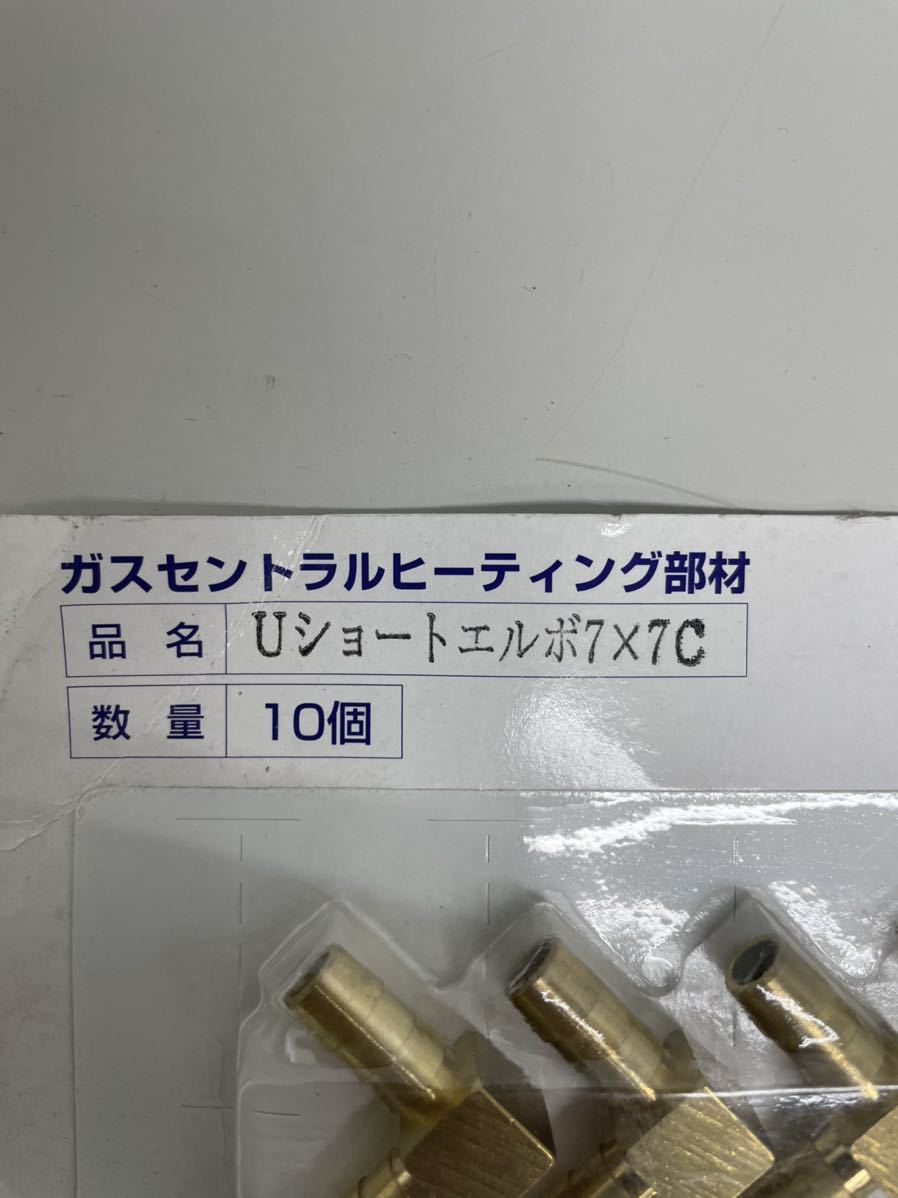 ガスセントラルヒーティング部材
品名 Uショートエルボ7×7C
数量 10個